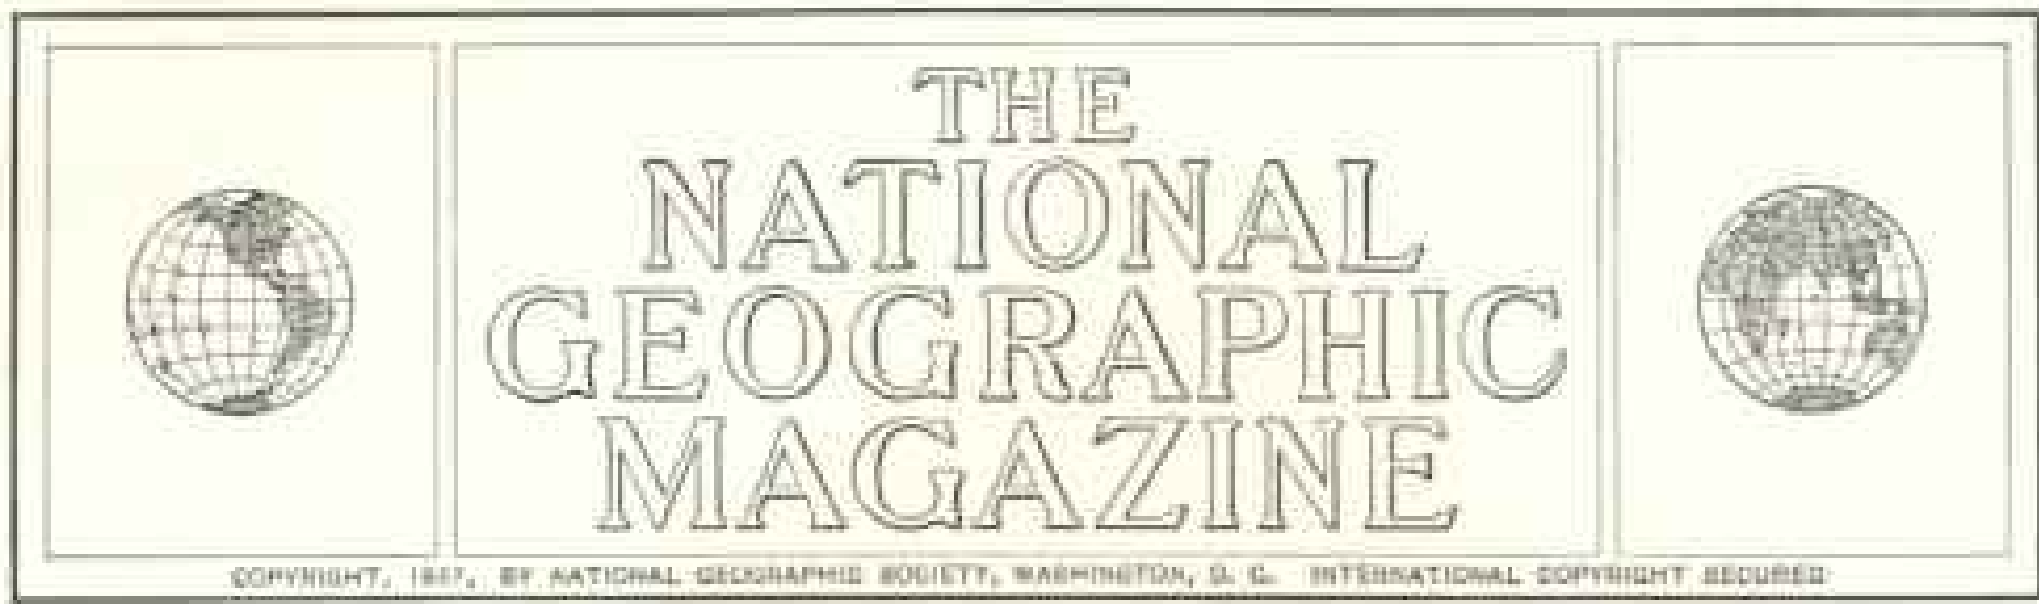 THE
NATIONAL
GEOGRAPHIC
MAGAZINE
COPYRIGHT, BY NATIONAL GEOGRAPHIC SOCIETY, WASHINGTON, D. C. INTERNATIONAL COPYRIGHT SECURED